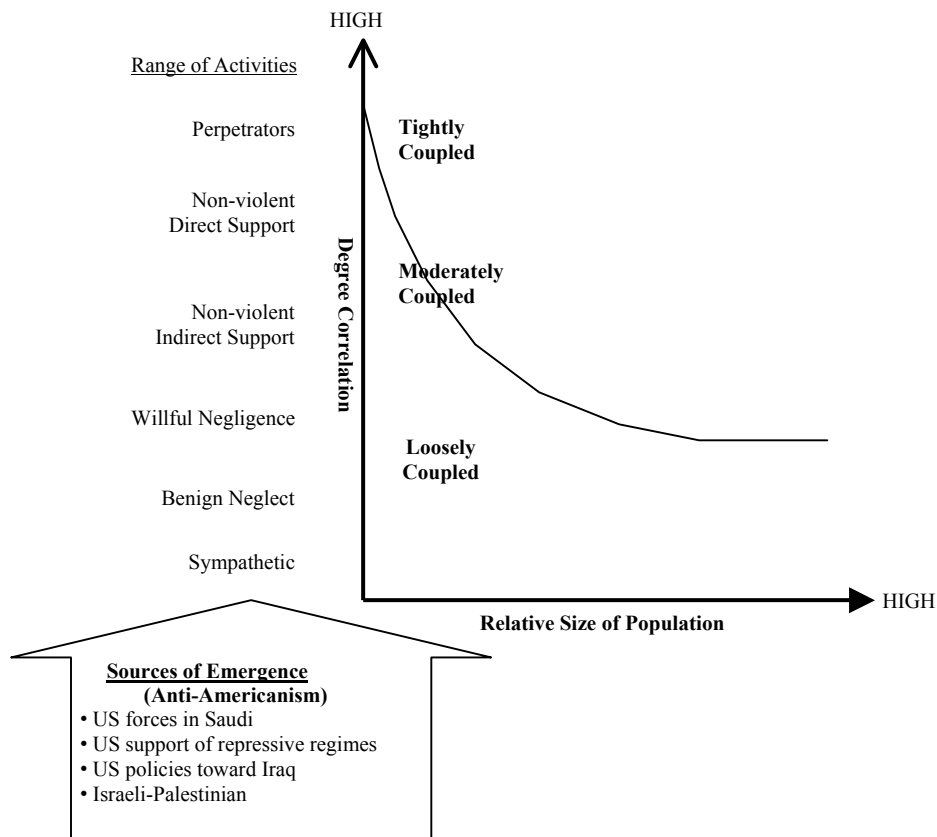 HIGH
Range of Activities
Perpetrators
Non-violent
Direct Support
Non-violent
Indirect Support
Willful Negligence
Benign Neglect
Sympathetic
Degree Correlation
Tightly
Coupled
Moderately
Coupled
Loosely
Coupled
HIGH
Relative Size of Population
Sources of Emergence
(Anti-Americanism)
• US forces in Saudi
• US support of repressive regimes
• US policies toward Iraq
• Israeli-Palestinian